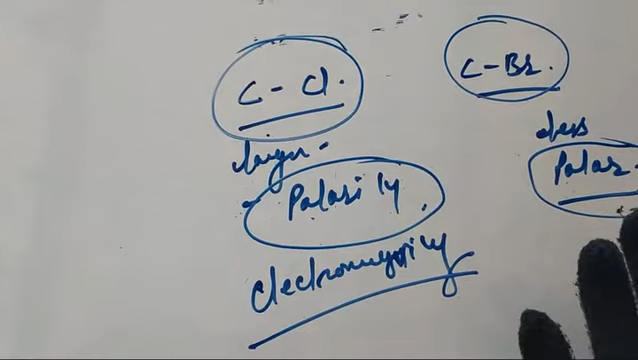 C - Cl.
C - Br.
larger
less
Polarity
Polar
electronegativity